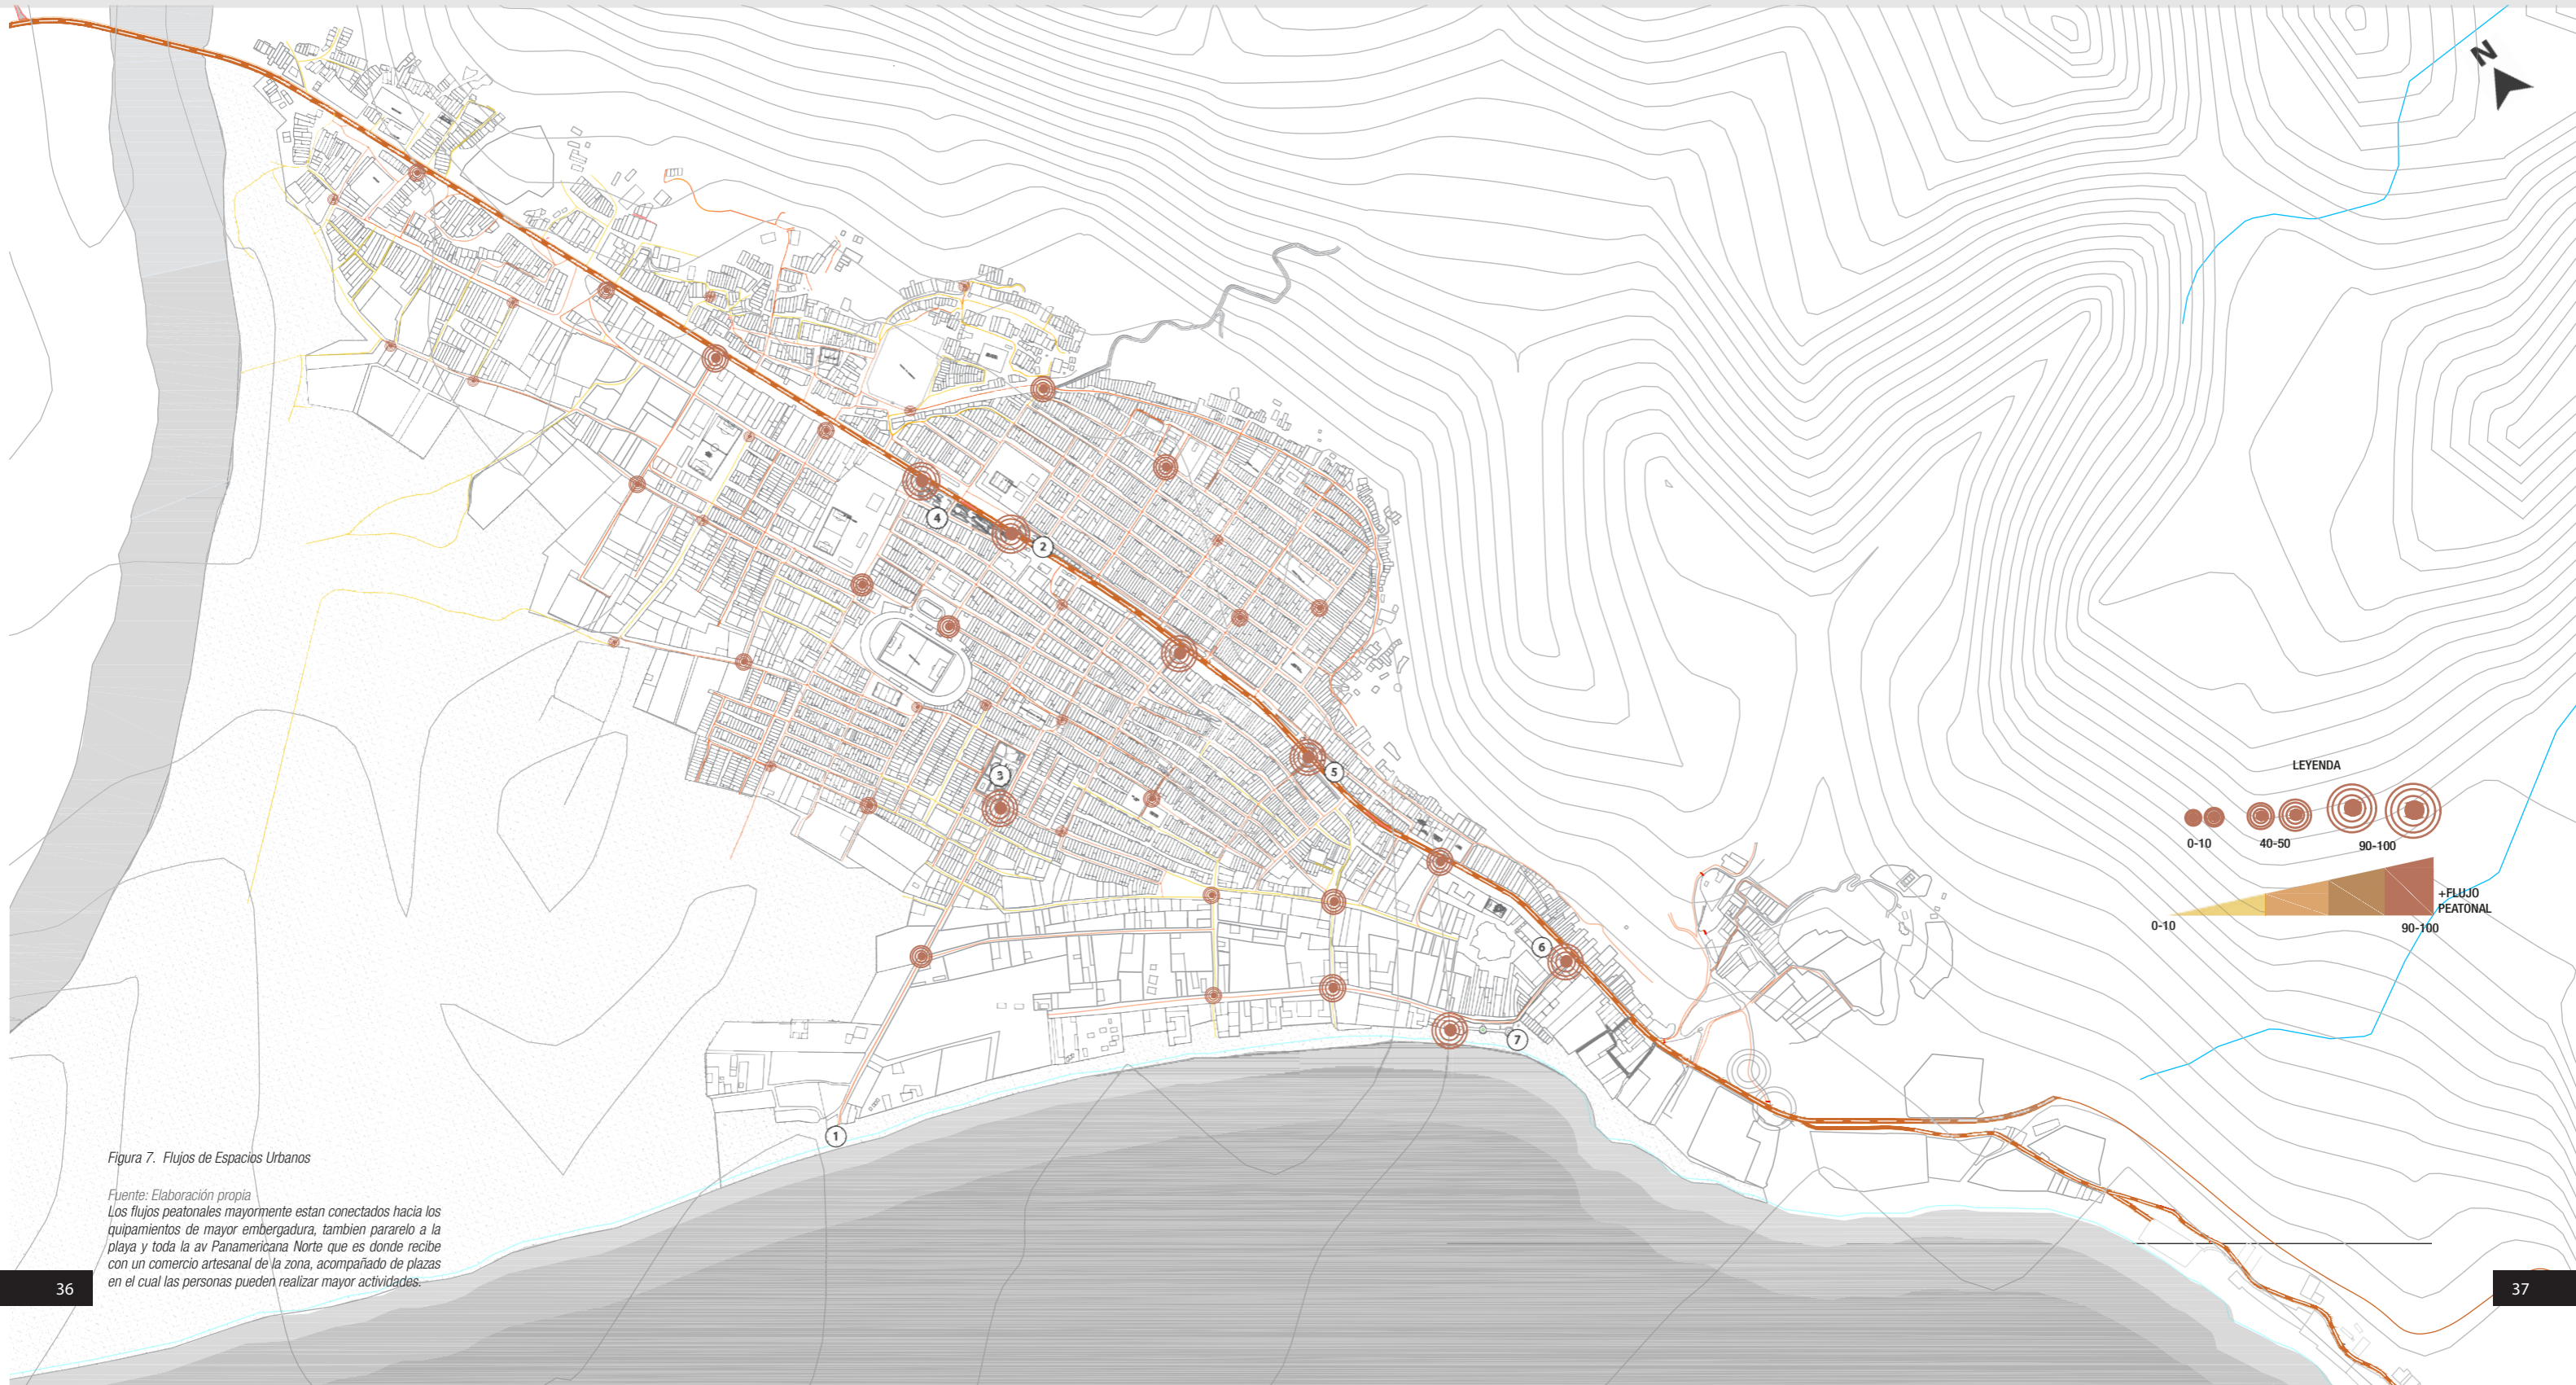 N
4
2
3
5
6
7
1
LEYENDA
0-10
40-50
90-100
+FLUJO
PEATONAL
0-10
90-100
Figura 7. Flujos de Espacios Urbanos
Fuente: Elaboración propia
Los flujos peatonales mayormente estan conectados hacia los
quipamientos de mayor embergadura, tambien pararelo a la
playa y toda la av Panamericana Norte que es donde recibe
con un comercio artesanal de la zona, acompañado de plazas
en el cual las personas pueden realizar mayor actividades.
36
37